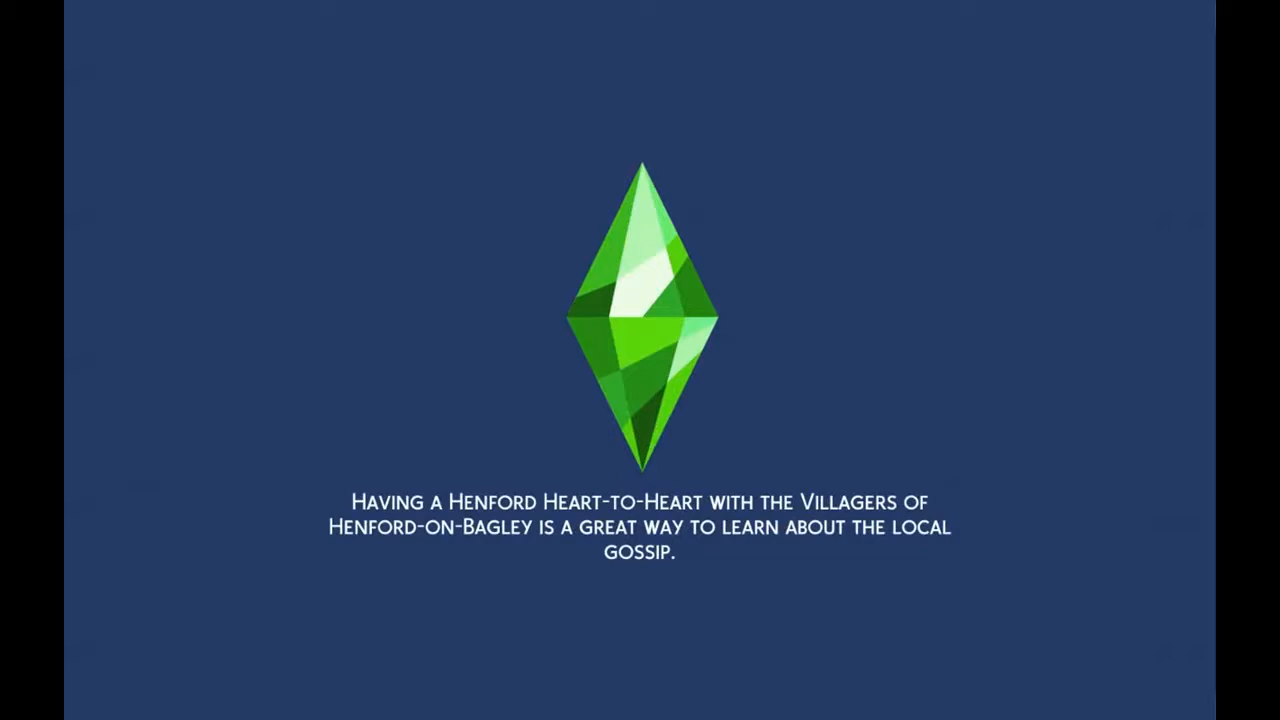 Having a Henford Heart-to-Heart with the Villagers of
Henford-on-Bagley is a great way to learn about the local
gossip.